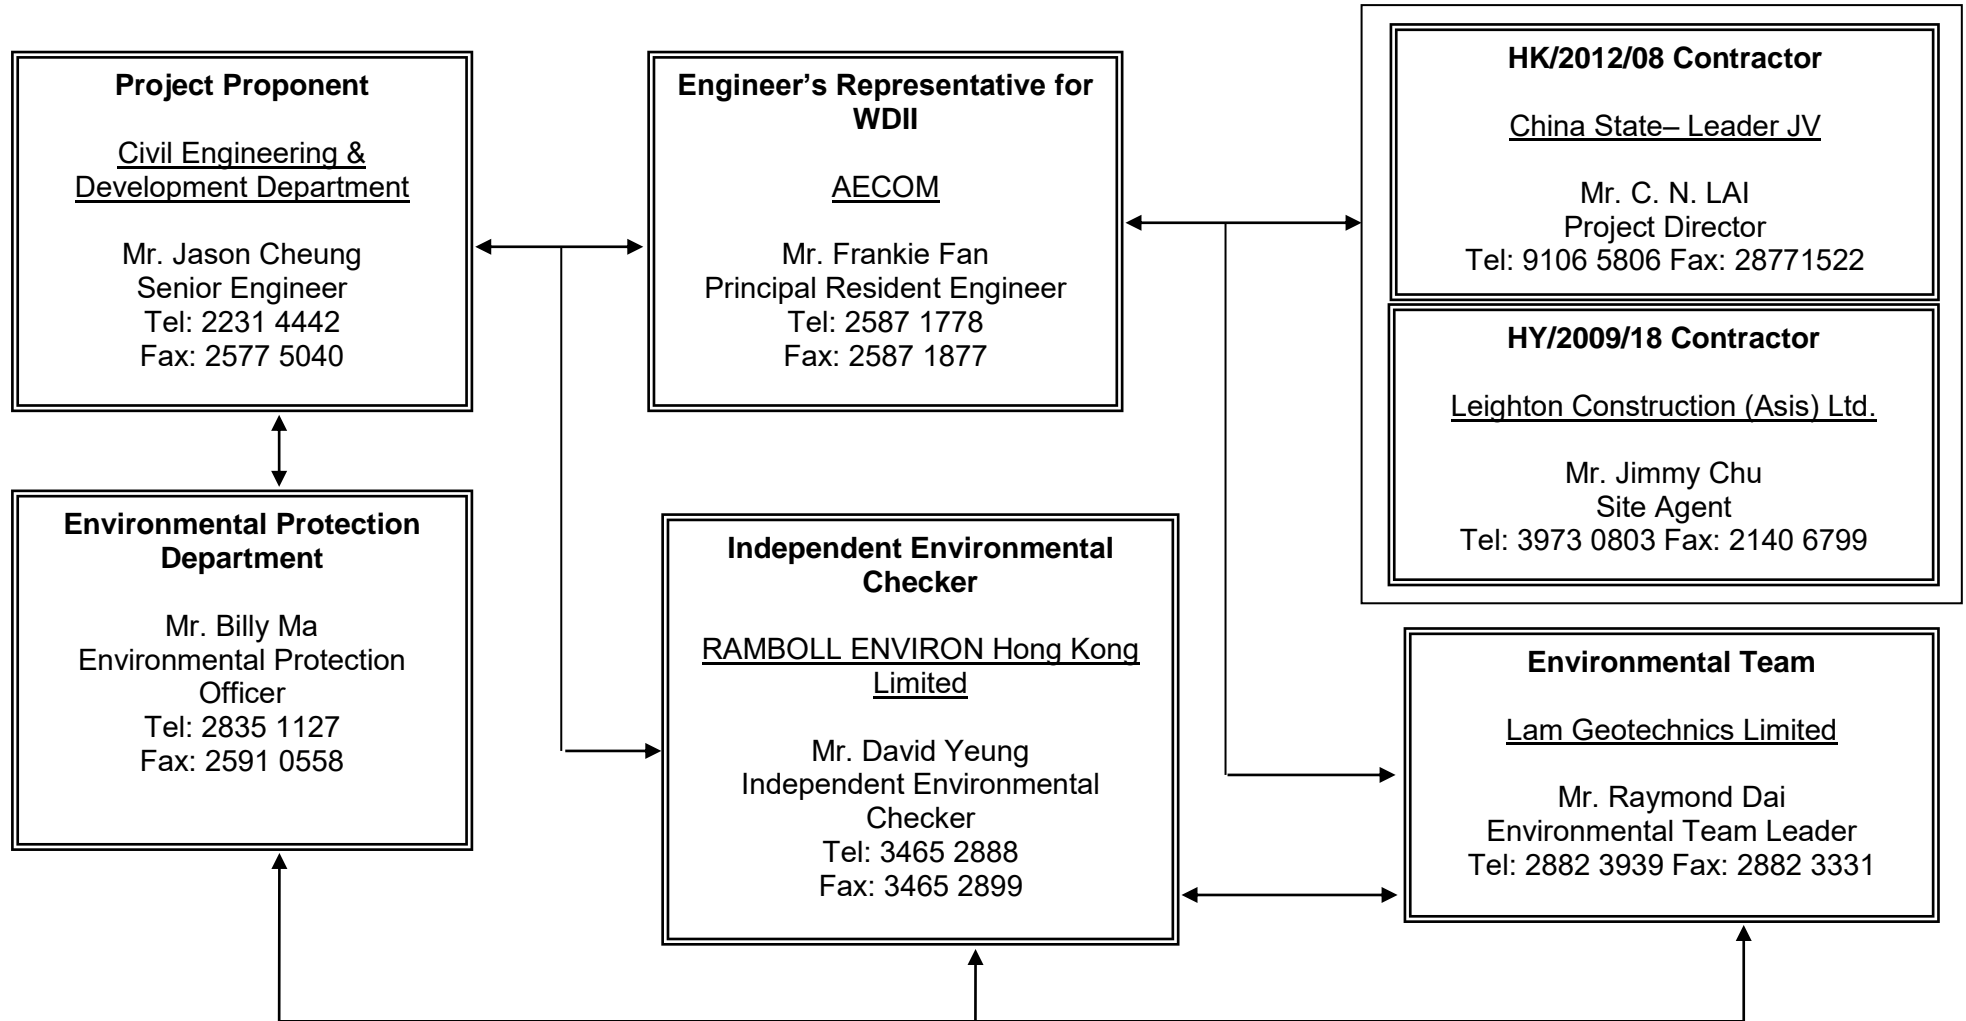 Project Proponent
Civil Engineering &
Development Department
Mr. Jason Cheung
Senior Engineer
Tel: 2231 4442
Fax: 2577 5040
Engineer’s Representative for
WDII
AECOM
Mr. Frankie Fan
Principal Resident Engineer
Tel: 2587 1778
Fax: 2587 1877
HK/2012/08 Contractor
China State– Leader JV
Mr. C. N. LAI
Project Director
Tel: 9106 5806 Fax: 28771522
HY/2009/18 Contractor
Leighton Construction (Asis) Ltd.
Mr. Jimmy Chu
Site Agent
Tel: 3973 0803 Fax: 2140 6799
Environmental Protection
Department
Mr. Billy Ma
Environmental Protection
Officer
Tel: 2835 1127
Fax: 2591 0558
Independent Environmental
Checker
RAMBOLL ENVIRON Hong Kong
Limited
Mr. David Yeung
Independent Environmental
Checker
Tel: 3465 2888
Fax: 3465 2899
Environmental Team
Lam Geotechnics Limited
Mr. Raymond Dai
Environmental Team Leader
Tel: 2882 3939 Fax: 2882 3331